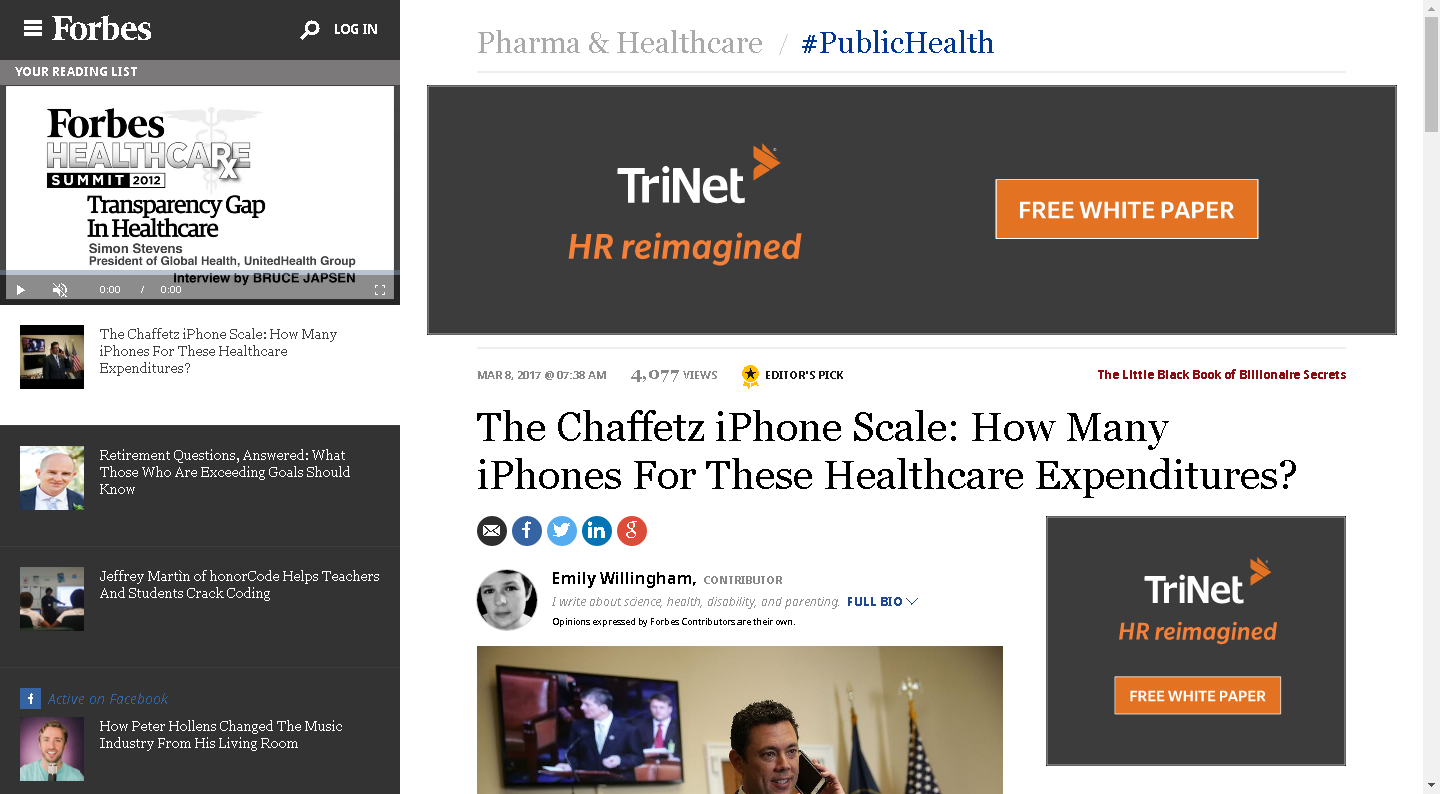 Forbes
LOG IN
YOUR READING LIST
Forbes
HEALTHCARE Rx
SUMMIT 2012
Transparency Gap
In Healthcare
Simon Stevens
President of Global Health, UnitedHealth Group
Interview by BRUCE JAPSEN
0:00 / 0:00
The Chaffetz iPhone Scale: How Many
iPhones For These Healthcare
Expenditures?
Retirement Questions, Answered: What
Those Who Are Exceeding Goals Should
Know
Jeffrey Martìn of honorCode Helps Teachers
And Students Crack Coding
f Active on Facebook
How Peter Hollens Changed The Music
Industry From His Living Room
Pharma & Healthcare / #PublicHealth
TriNet
HR reimagined
FREE WHITE PAPER
MAR 8, 2017 @ 07:38 AM 4,077 VIEWS EDITOR'S PICK The Little Black Book of Billionaire Secrets
The Chaffetz iPhone Scale: How Many
iPhones For These Healthcare Expenditures?
f in g
Emily Willingham, CONTRIBUTOR
I write about science, health, disability, and parenting. FULL BIO
Opinions expressed by Forbes Contributors are their own.
TriNet
HR reimagined
FREE WHITE PAPER